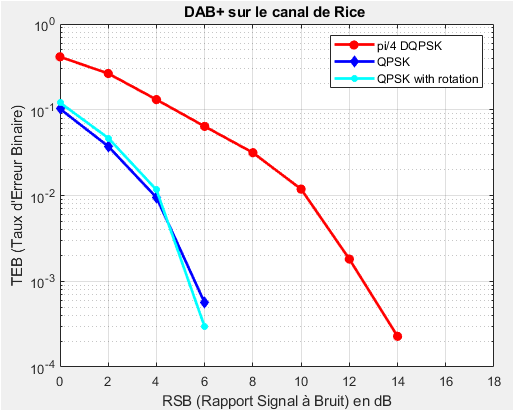 DAB+ sur le canal de Rice
pi/4 DQPSK
QPSK
QPSK with rotation
TEB (Taux d'Erreur Binaire)
10^0
10^-1
10^-2
10^-3
10^-4
0 2 4 6 8 10 12 14 16 18
RSB (Rapport Signal à Bruit) en dB